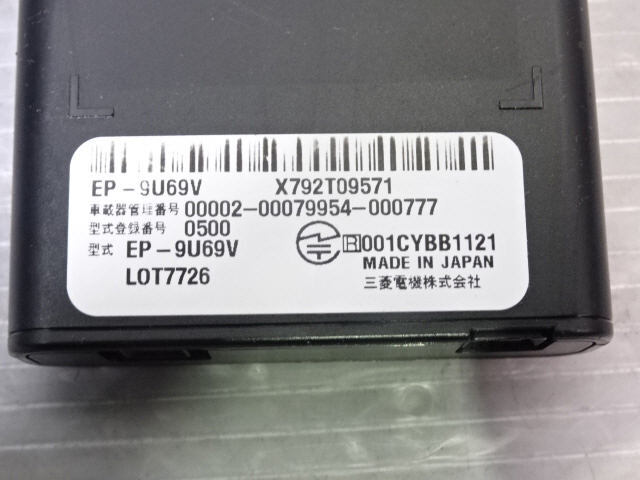 EP-9U69V X792T09571
車載器管理番号 00002-00079954-000777
型式登録番号 0500
型式 EP-9U69V R001CYBB1121
LOT7726 MADE IN JAPAN
三菱電機株式会社